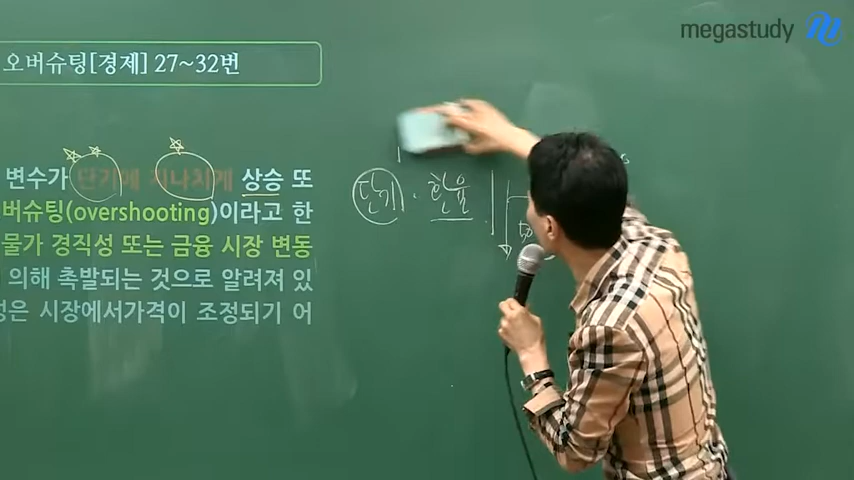 megastudy
오버슈팅[경제] 27~32번
변수가 단기에 지나치게 상승 또
버슈팅(overshooting)이라고 한
물가 경직성 또는 금융 시장 변동
의해 촉발되는 것으로 알려져 있
성은 시장에서가격이 조정되기 어
단기 · 환율